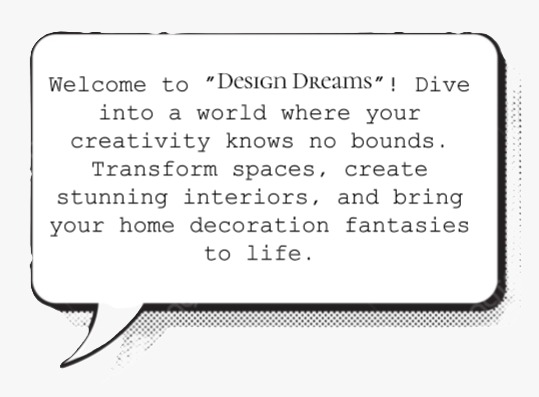 Welcome to "Design Dreams"! Dive
into a world where your
creativity knows no bounds.
Transform spaces, create
stunning interiors, and bring
your home decoration fantasies
to life.